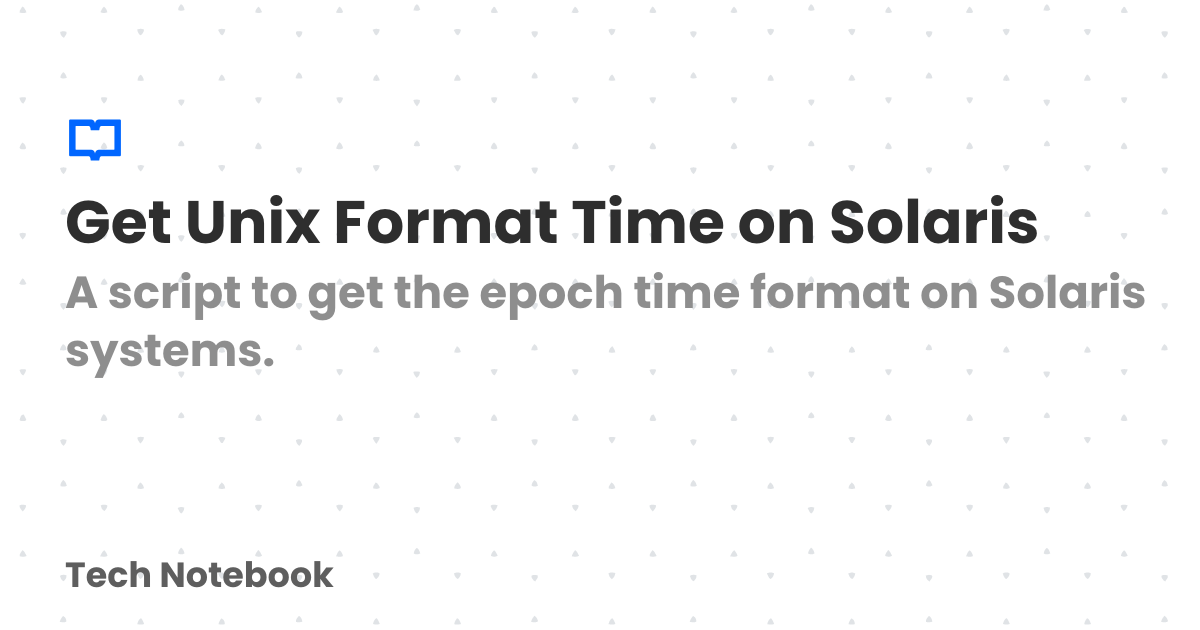 Get Unix Format Time on Solaris
A script to get the epoch time format on Solaris
systems.
Tech Notebook